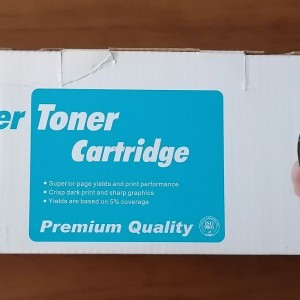 er Toner
Cartridge
• Superior page yields and print performance
• Crisp dark print and sharp graphics
• Yields are based on 5% coverage
Premium Quality